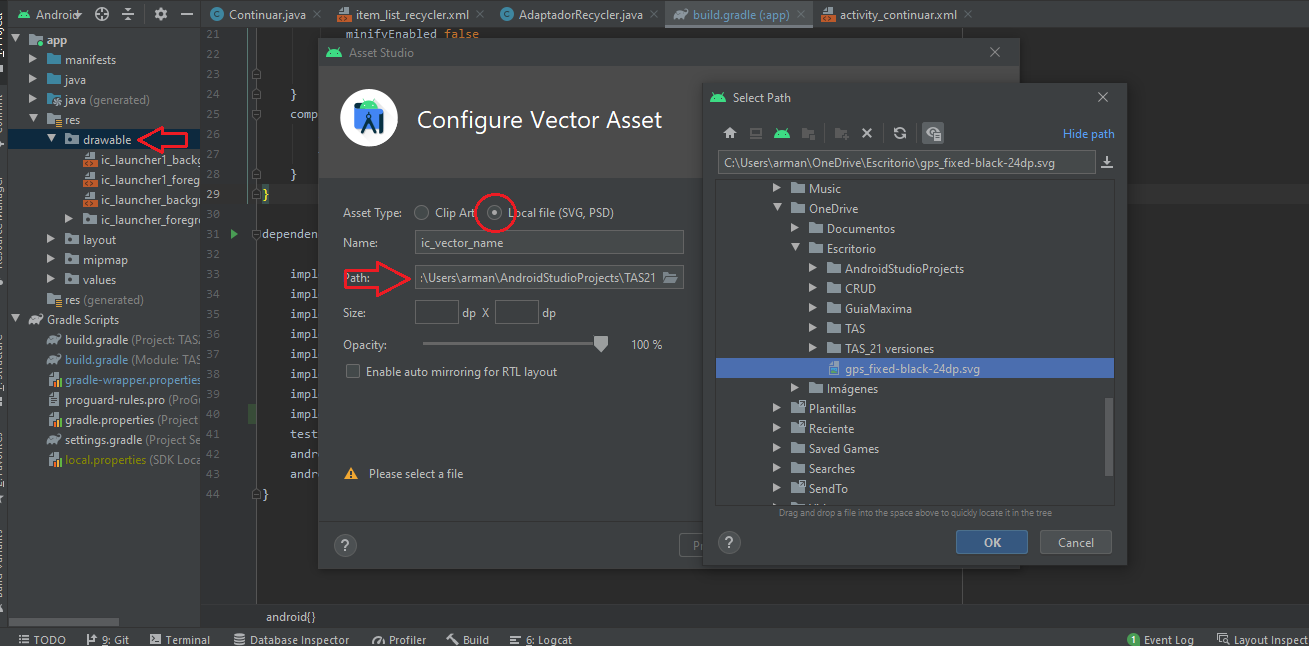 Android
Continuar.java
item_list_recycler.xml
AdaptadorRecycler.java
build.gradle (:app)
activity_continuar.xml
app
manifests
java
java (generated)
res
drawable
ic_launcher1_backg
ic_launcher1_foreg
ic_launcher_backg
ic_launcher_foregr
layout
mipmap
values
res (generated)
Gradle Scripts
build.gradle (Project: TAS2
build.gradle (Module: TAS
gradle-wrapper.properties
proguard-rules.pro (ProG
gradle.properties (Project
settings.gradle (Project Se
local.properties (SDK Loca
21 minifyEnabled false
22
23
24 }
25 comp
26
27
28 }
29 }
30
31 dependen
32
33 impl
34 impl
35 impl
36 impl
37 impl
38 impl
39 impl
40 impl
41 test
42 andr
43 andr
44 }
android{}
Asset Studio
Configure Vector Asset
Asset Type: Clip Art Local file (SVG, PSD)
Name: ic_vector_name
Path: :\Users\arman\AndroidStudioProjects\TAS21
Size: dp X dp
Opacity: 100 %
Enable auto mirroring for RTL layout
Please select a file
?
Pr
Select Path
Hide path
C:\Users\arman\OneDrive\Escritorio\gps_fixed-black-24dp.svg
Music
OneDrive
Documentos
Escritorio
AndroidStudioProjects
CRUD
GuiaMaxima
TAS
TAS_21 versiones
gps_fixed-black-24dp.svg
Imágenes
Plantillas
Reciente
Saved Games
Searches
SendTo
Drag and drop a file into the space above to quickly locate it in the tree
?
OK
Cancel
TODO
9: Git
Terminal
Database Inspector
Profiler
Build
6: Logcat
1 Event Log
Layout Inspect